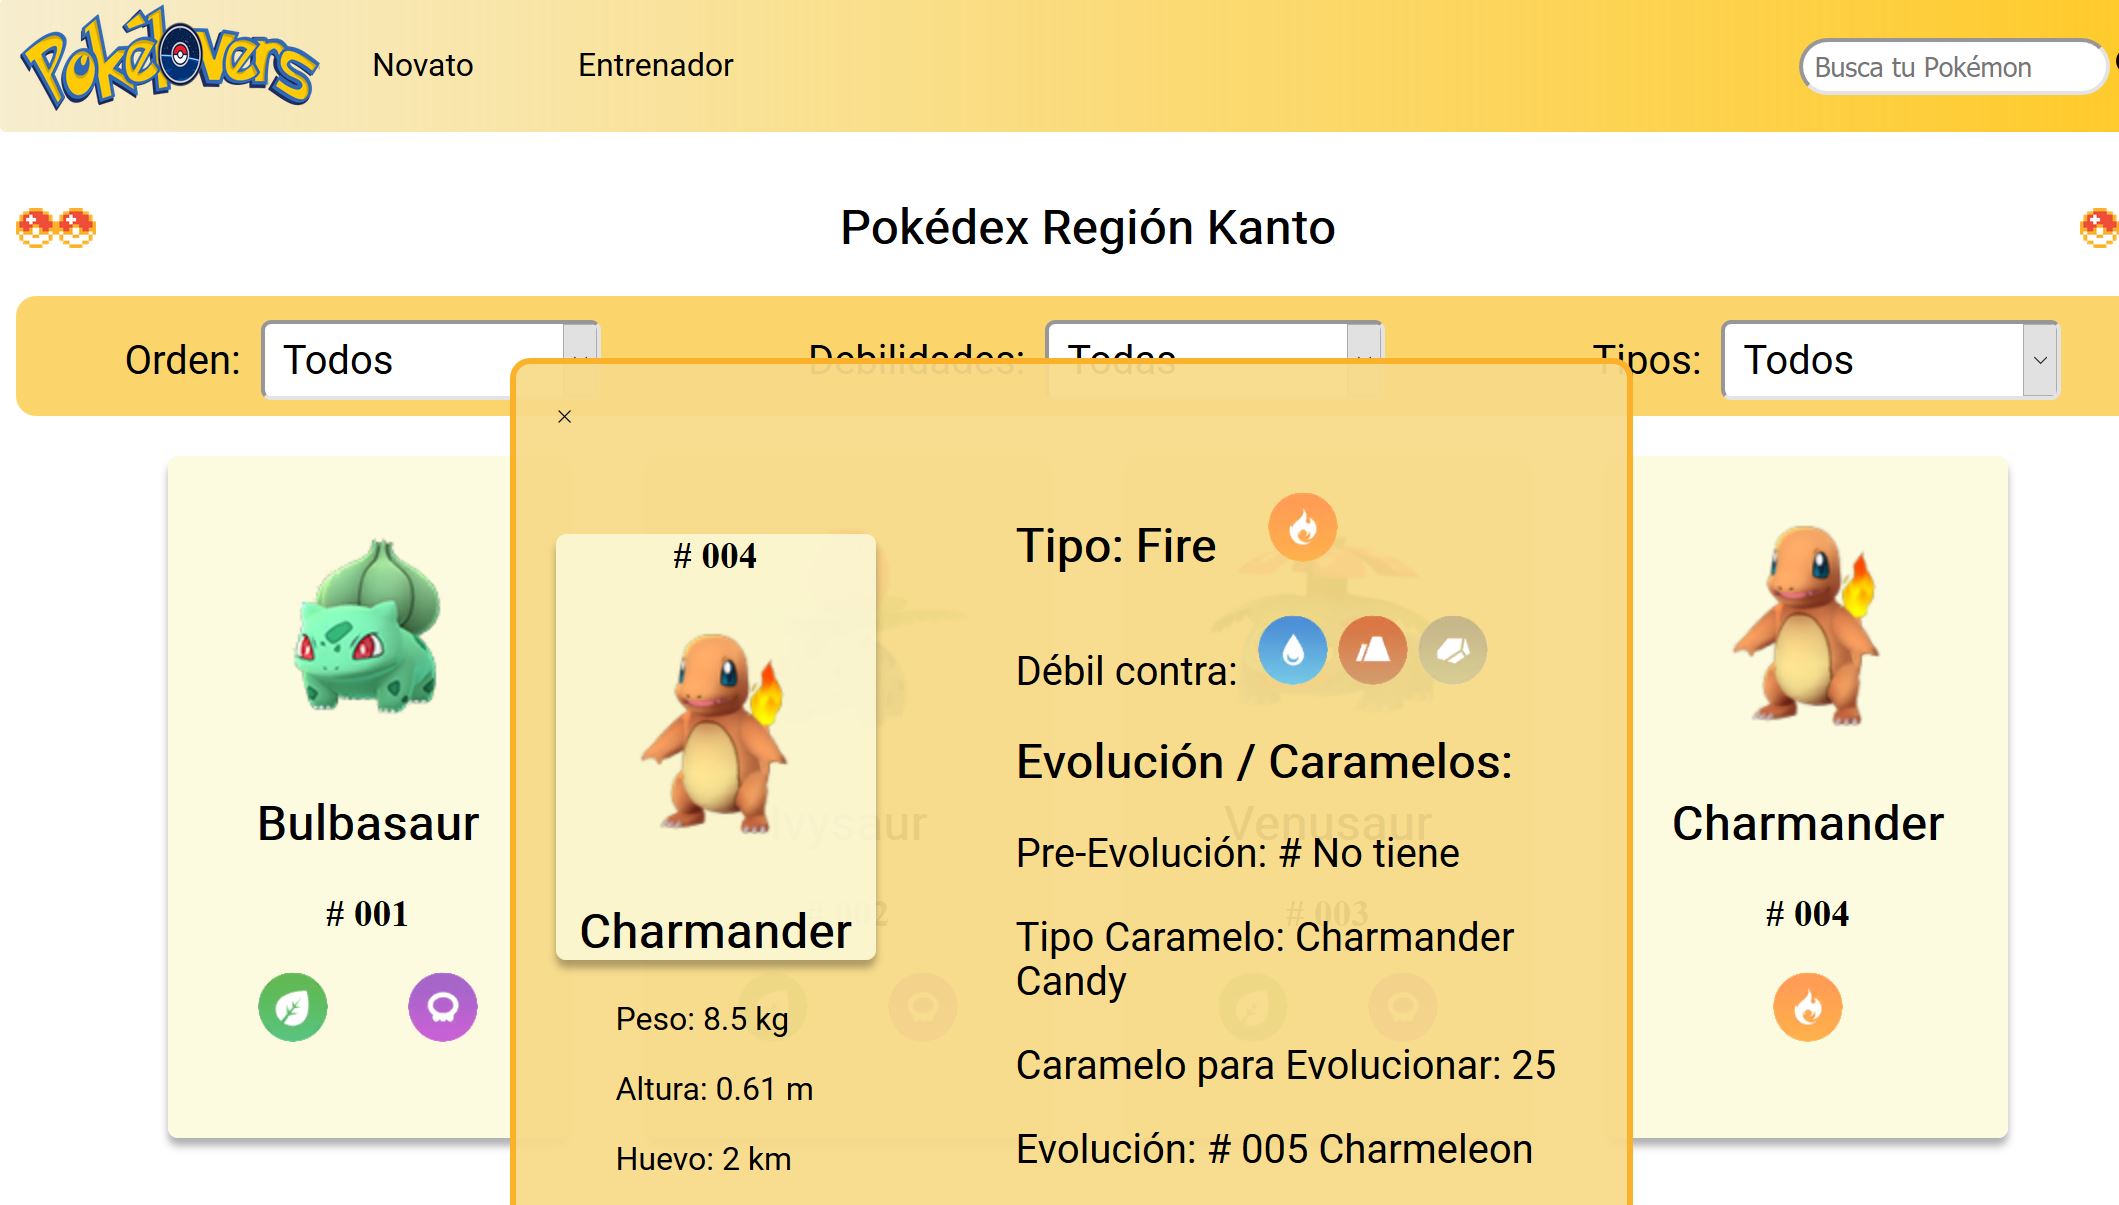 Pokélovers
Novato
Entrenador
Busca tu Pokémon
Pokédex Región Kanto
Orden: Todos
Debilidades: Todas
Tipos: Todos
×
# 004
Charmander
Peso: 8.5 kg
Altura: 0.61 m
Huevo: 2 km
Tipo: Fire
Débil contra:
Evolución / Caramelos:
Pre-Evolución: # No tiene
Tipo Caramelo: Charmander
Candy
Caramelo para Evolucionar: 25
Evolución: # 005 Charmeleon
Bulbasaur
# 001
Ivysaur
# 002
Venusaur
# 003
Charmander
# 004